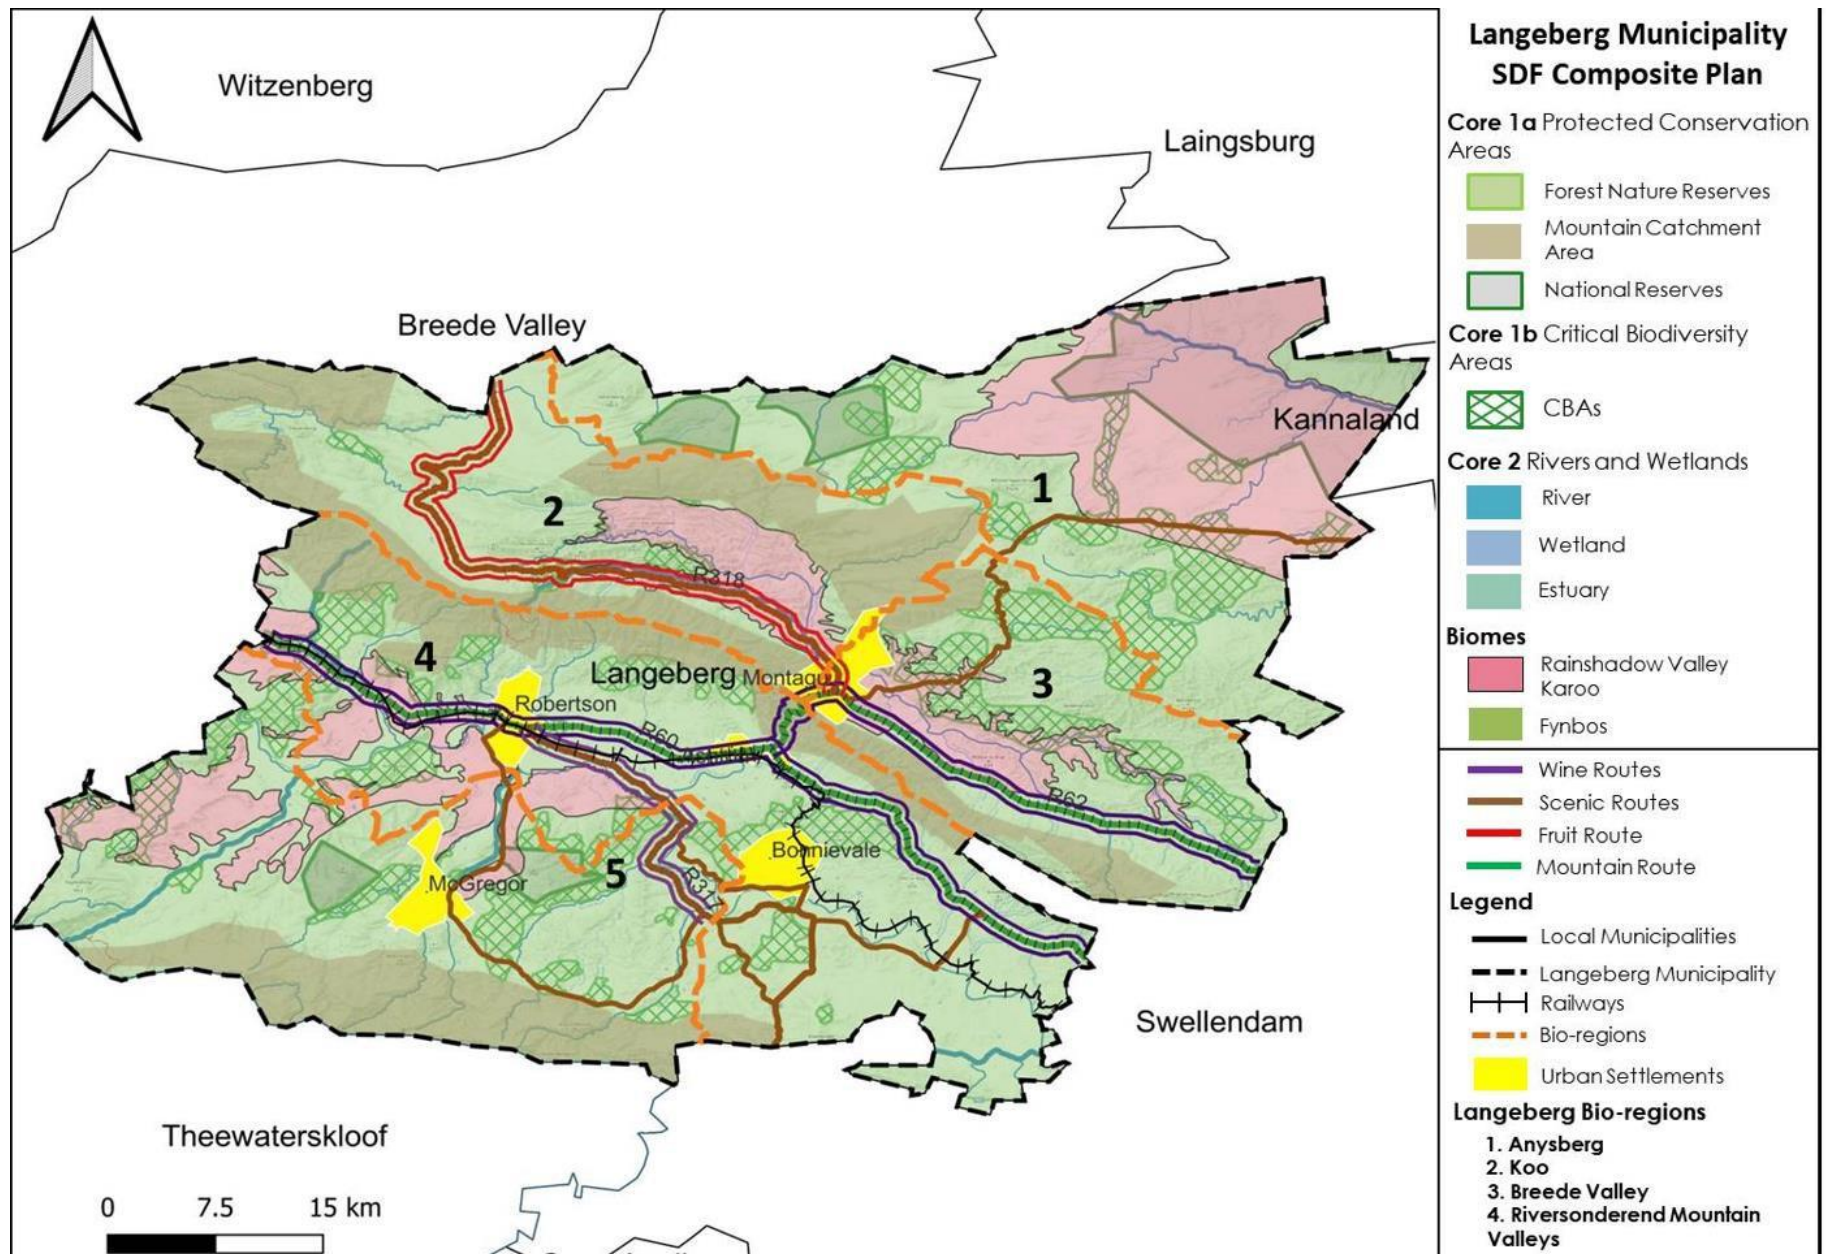 Witzenberg
Laingsburg
Breede Valley
Kannaland
1
2
R318
4
Langeberg
Montagu
3
Robertson
R60
R62
Bonnievale
5
McGregor
R317
Swellendam
Theewaterskloof
0 7.5 15 km
Langeberg Municipality
SDF Composite Plan
Core 1a Protected Conservation
Areas
Forest Nature Reserves
Mountain Catchment
Area
National Reserves
Core 1b Critical Biodiversity
Areas
CBAs
Core 2 Rivers and Wetlands
River
Wetland
Estuary
Biomes
Rainshadow Valley
Karoo
Fynbos
Wine Routes
Scenic Routes
Fruit Route
Mountain Route
Legend
Local Municipalities
Langeberg Municipality
Railways
Bio-regions
Urban Settlements
Langeberg Bio-regions
1. Anysberg
2. Koo
3. Breede Valley
4. Riversonderend Mountain
Valleys